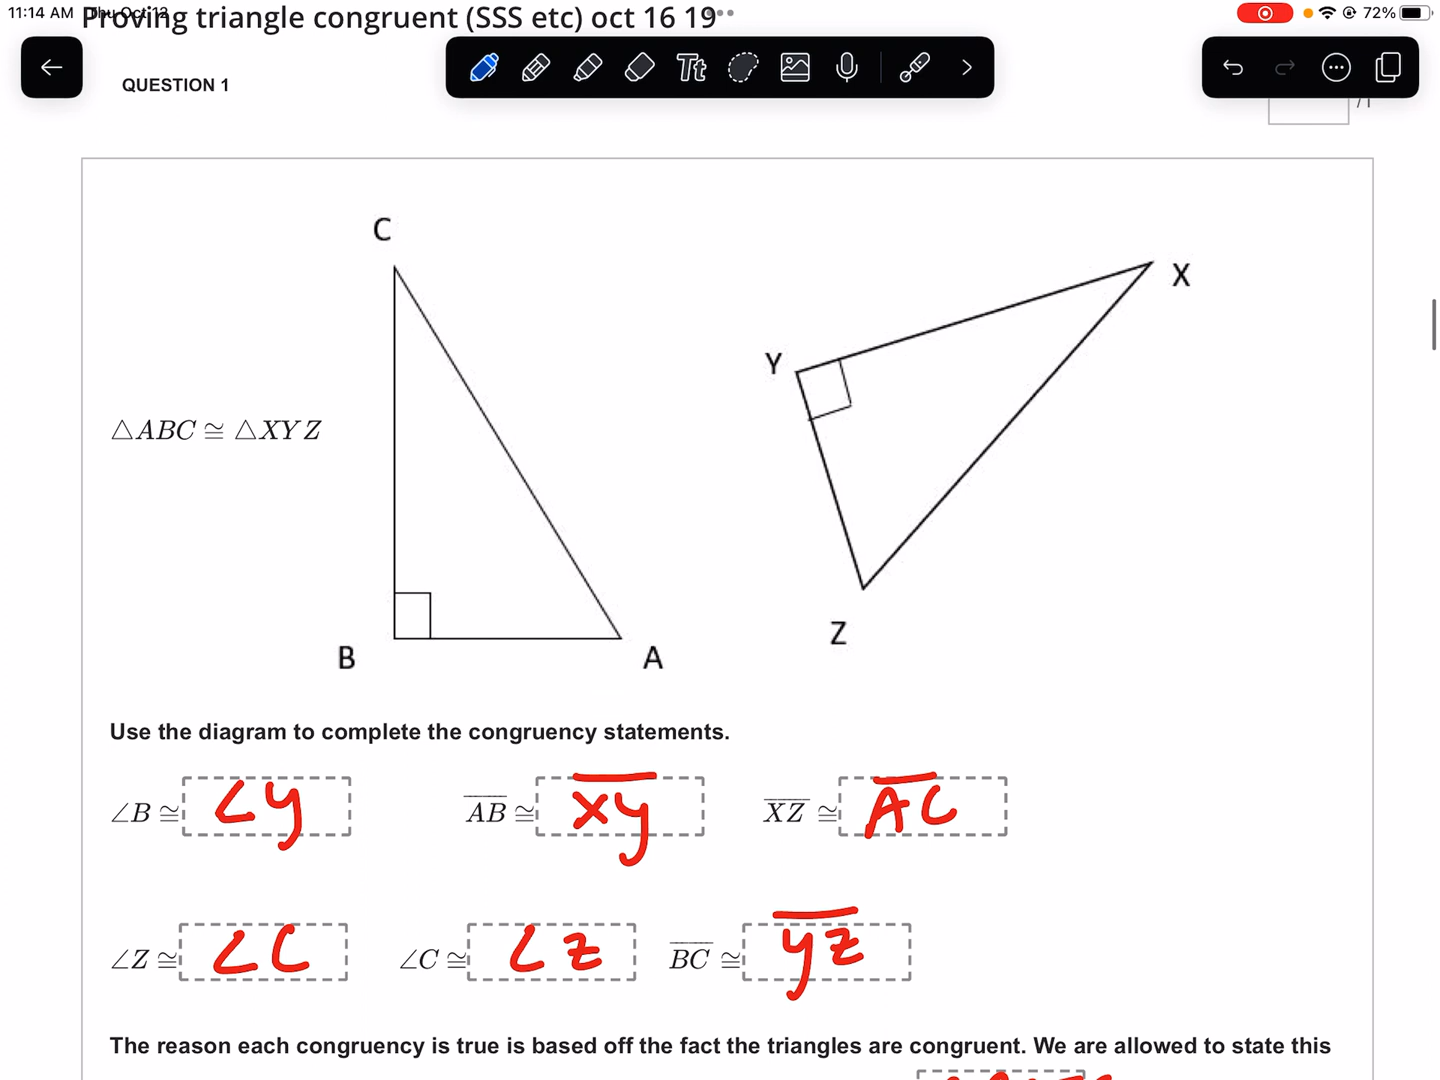 11:14 AM Thu Oct 12
72%
Proving triangle congruent (SSS etc) oct 16 19
Tt
QUESTION 1
/1
C
X
Y
△ABC ≅ △XYZ
Z
B
A
Use the diagram to complete the congruency statements.
∠B ≅ ∠y AB ≅ xy XZ ≅ AC
∠Z ≅ ∠C ∠C ≅ ∠z BC ≅ yz
The reason each congruency is true is based off the fact the triangles are congruent. We are allowed to state this